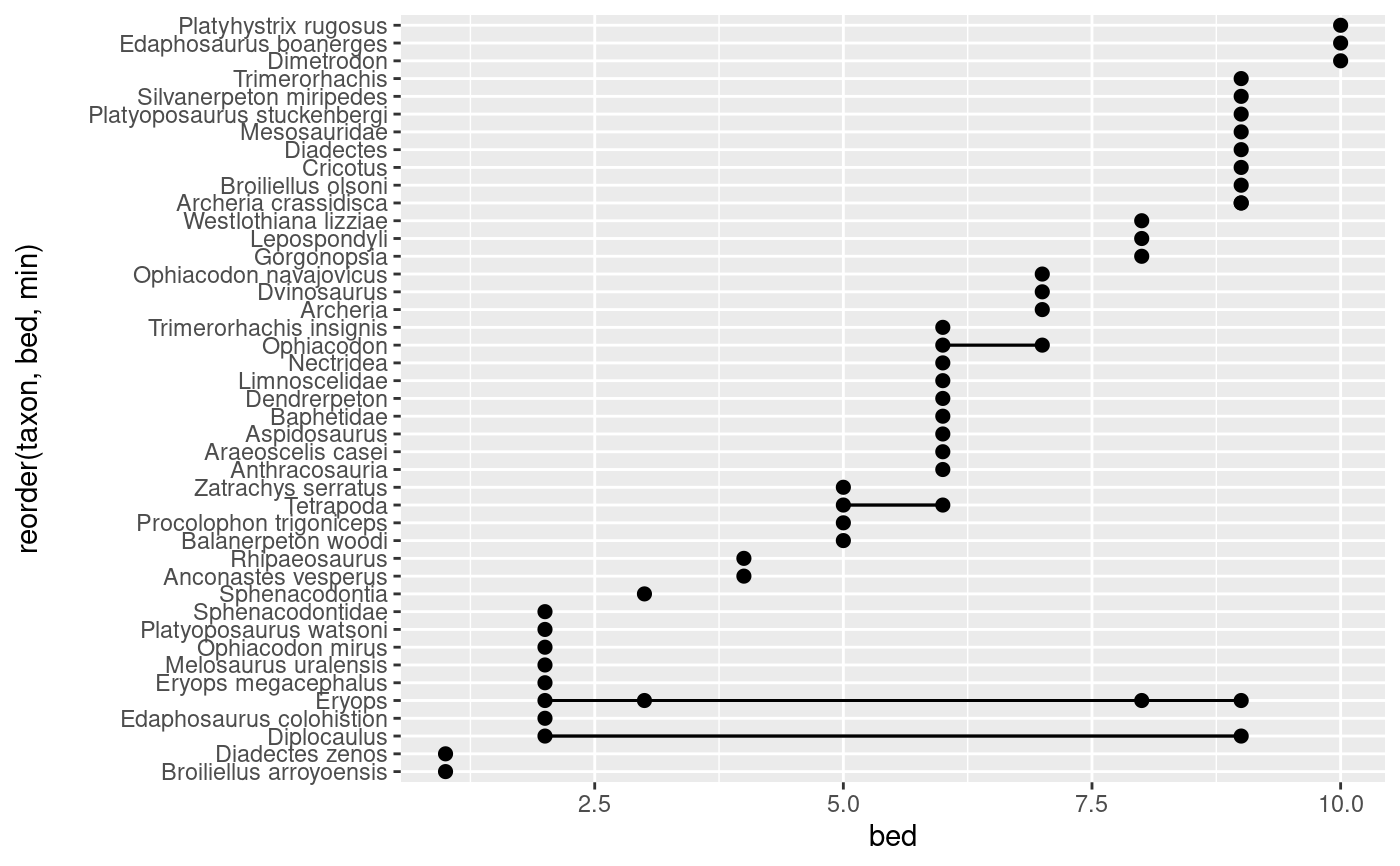 Platyhystrix rugosus
Edaphosaurus boanerges
Dimetrodon
Trimerorhachis
Silvanerpeton miripedes
Platyoposaurus stuckenbergi
Mesosauridae
Diadectes
Cricotus
Broiliellus olsoni
Archeria crassidisca
Westlothiana lizziae
Lepospondyli
Gorgonopsia
Ophiacodon navajovicus
Dvinosaurus
Archeria
Trimerorhachis insignis
Ophiacodon
Nectridea
Limnoscelidae
Dendrerpeton
Baphetidae
Aspidosaurus
Araeoscelis casei
Anthracosauria
Zatrachys serratus
Tetrapoda
Procolophon trigoniceps
Balanerpeton woodi
Rhipaeosaurus
Anconastes vesperus
Sphenacodontia
Sphenacodontidae
Platyoposaurus watsoni
Ophiacodon mirus
Melosaurus uralensis
Eryops megacephalus
Eryops
Edaphosaurus colohistion
Diplocaulus
Diadectes zenos
Broiliellus arroyoensis
reorder(taxon, bed, min)
2.5 5.0 7.5 10.0
bed